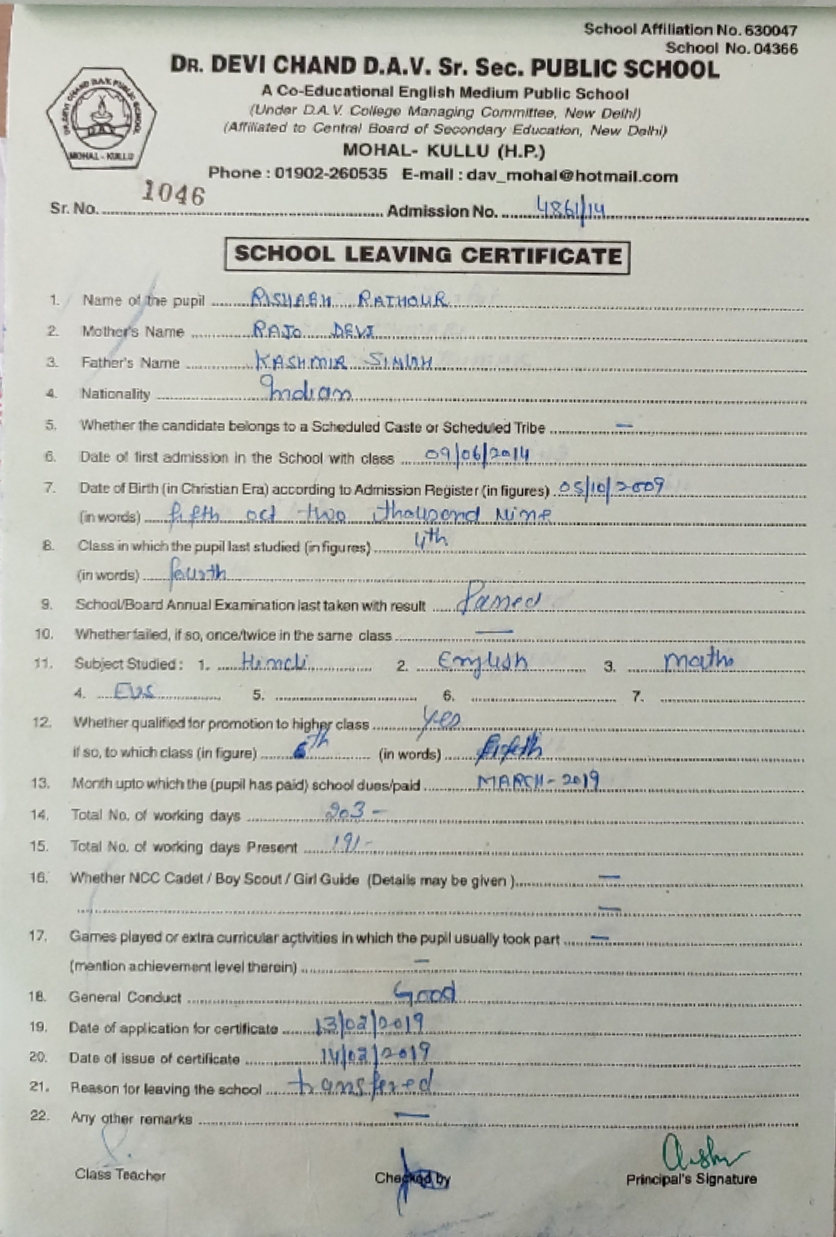 School Affiliation No. 630047
School No. 04366
DR. DEVI CHAND D.A.V. Sr. Sec. PUBLIC SCHOOL
A Co-Educational English Medium Public School
(Under D.A.V. College Managing Committee, New Delhi)
(Affiliated to Central Board of Secondary Education, New Delhi)
MOHAL- KULLU (H.P.)
Phone : 01902-260535 E-mail : dav_mohal@hotmail.com
DR. DEVI CHAND DAV PUBLIC SCHOOL
DAV
MOHAL - KULLU
Sr. No. 1046 Admission No. 4861/14
SCHOOL LEAVING CERTIFICATE
1. Name of the pupil RISHABH RATHOUR
2. Mother's Name RAJO DEVI
3. Father's Name KASHMIR SINGH
4. Nationality Indian
5. Whether the candidate belongs to a Scheduled Caste or Scheduled Tribe —
6. Date of first admission in the School with class 09/06/2014
7. Date of Birth (in Christian Era) according to Admission Register (in figures) 05/10/2009
(in words) fifth oct two thousand Nine
8. Class in which the pupil last studied (in figures) 4th
(in words) fourth
9. School/Board Annual Examination last taken with result Passed
10. Whether failed, if so, once/twice in the same class —
11. Subject Studied : 1. Hindi 2. English 3. maths
4. EVS 5. 6. 7.
12. Whether qualified for promotion to higher class yes
if so, to which class (in figure) 5th (in words) fifth
13. Month upto which the (pupil has paid) school dues/paid MARCH - 2019
14. Total No. of working days 203 -
15. Total No. of working days Present 191 -
16. Whether NCC Cadet / Boy Scout / Girl Guide (Details may be given ) —
—
17. Games played or extra curricular activities in which the pupil usually took part —
(mention achievement level therein) —
18. General Conduct Good
19. Date of application for certificate 13/02/2019
20. Date of issue of certificate 14/02/2019
21. Reason for leaving the school transfered
22. Any other remarks —
Class Teacher Checked by Principal's Signature